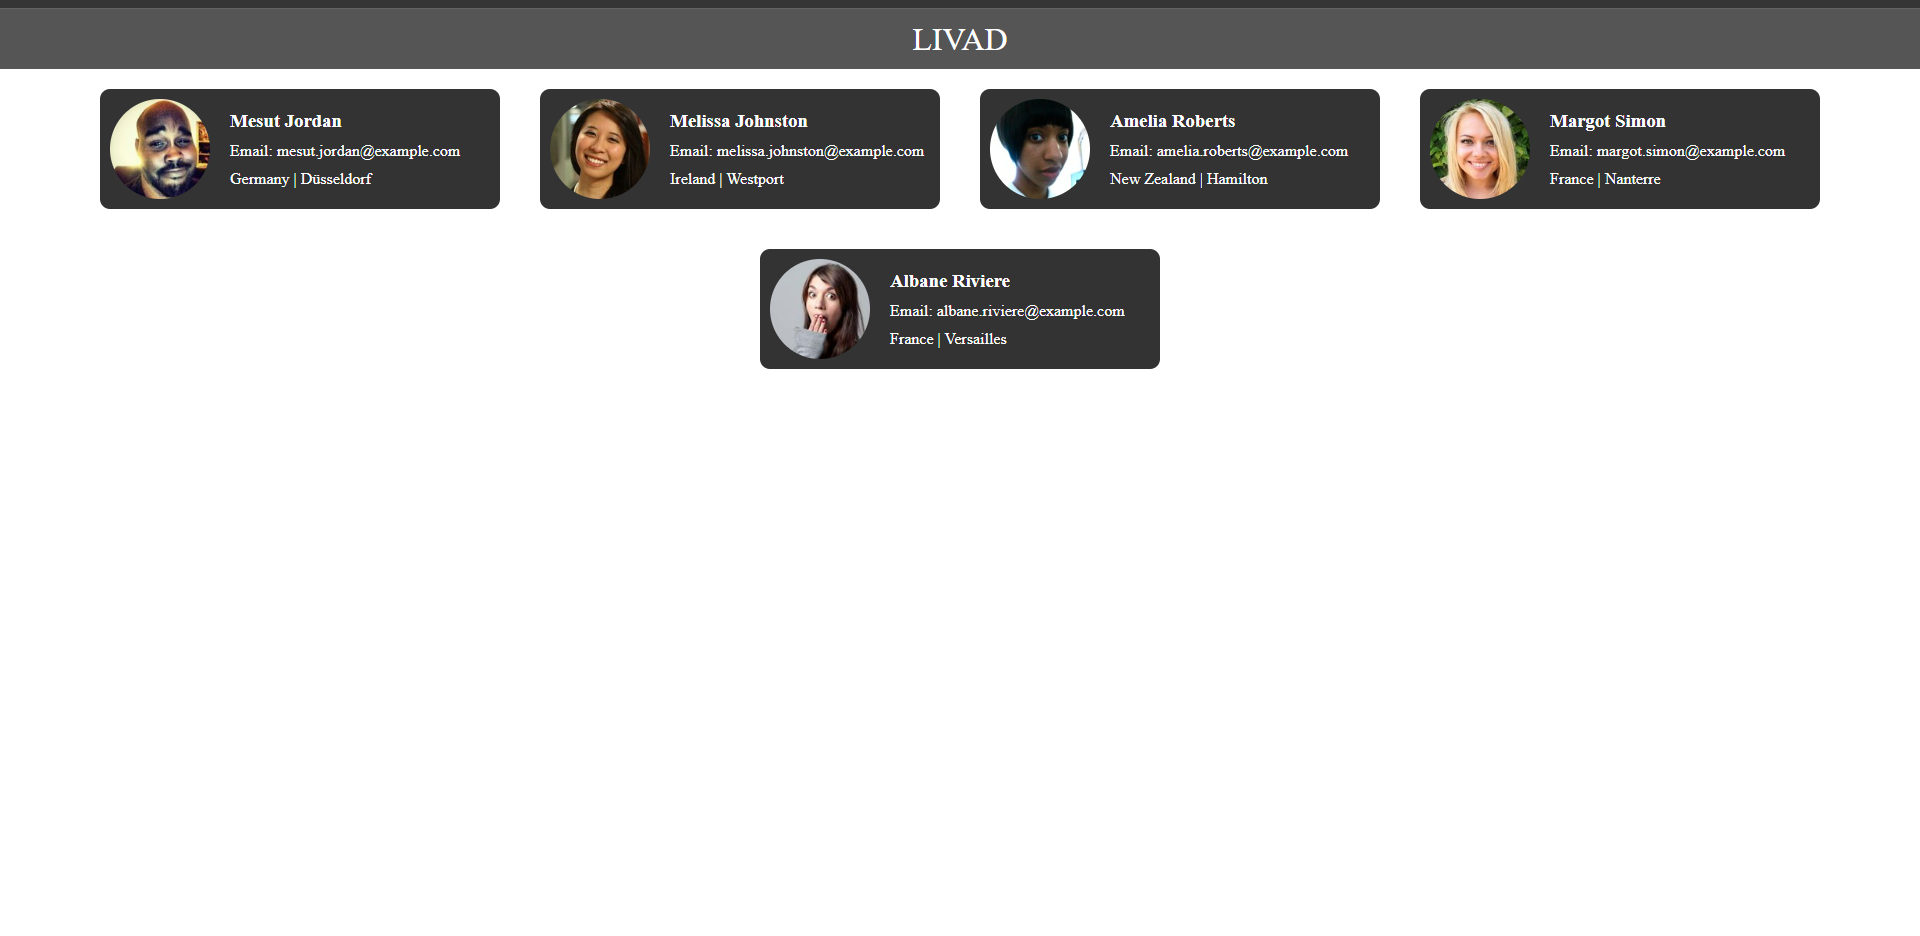 LIVAD
Mesut Jordan
Email: mesut.jordan@example.com
Germany | Düsseldorf
Melissa Johnston
Email: melissa.johnston@example.com
Ireland | Westport
Amelia Roberts
Email: amelia.roberts@example.com
New Zealand | Hamilton
Margot Simon
Email: margot.simon@example.com
France | Nanterre
Albane Riviere
Email: albane.riviere@example.com
France | Versailles